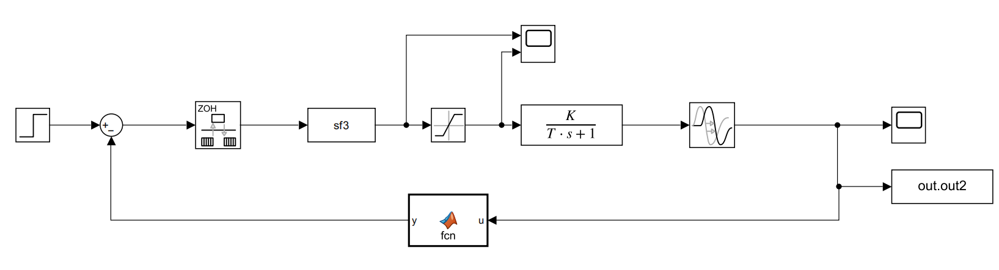 +
−
ZOH
sf3
K
T · s + 1
out.out2
y
u
fcn